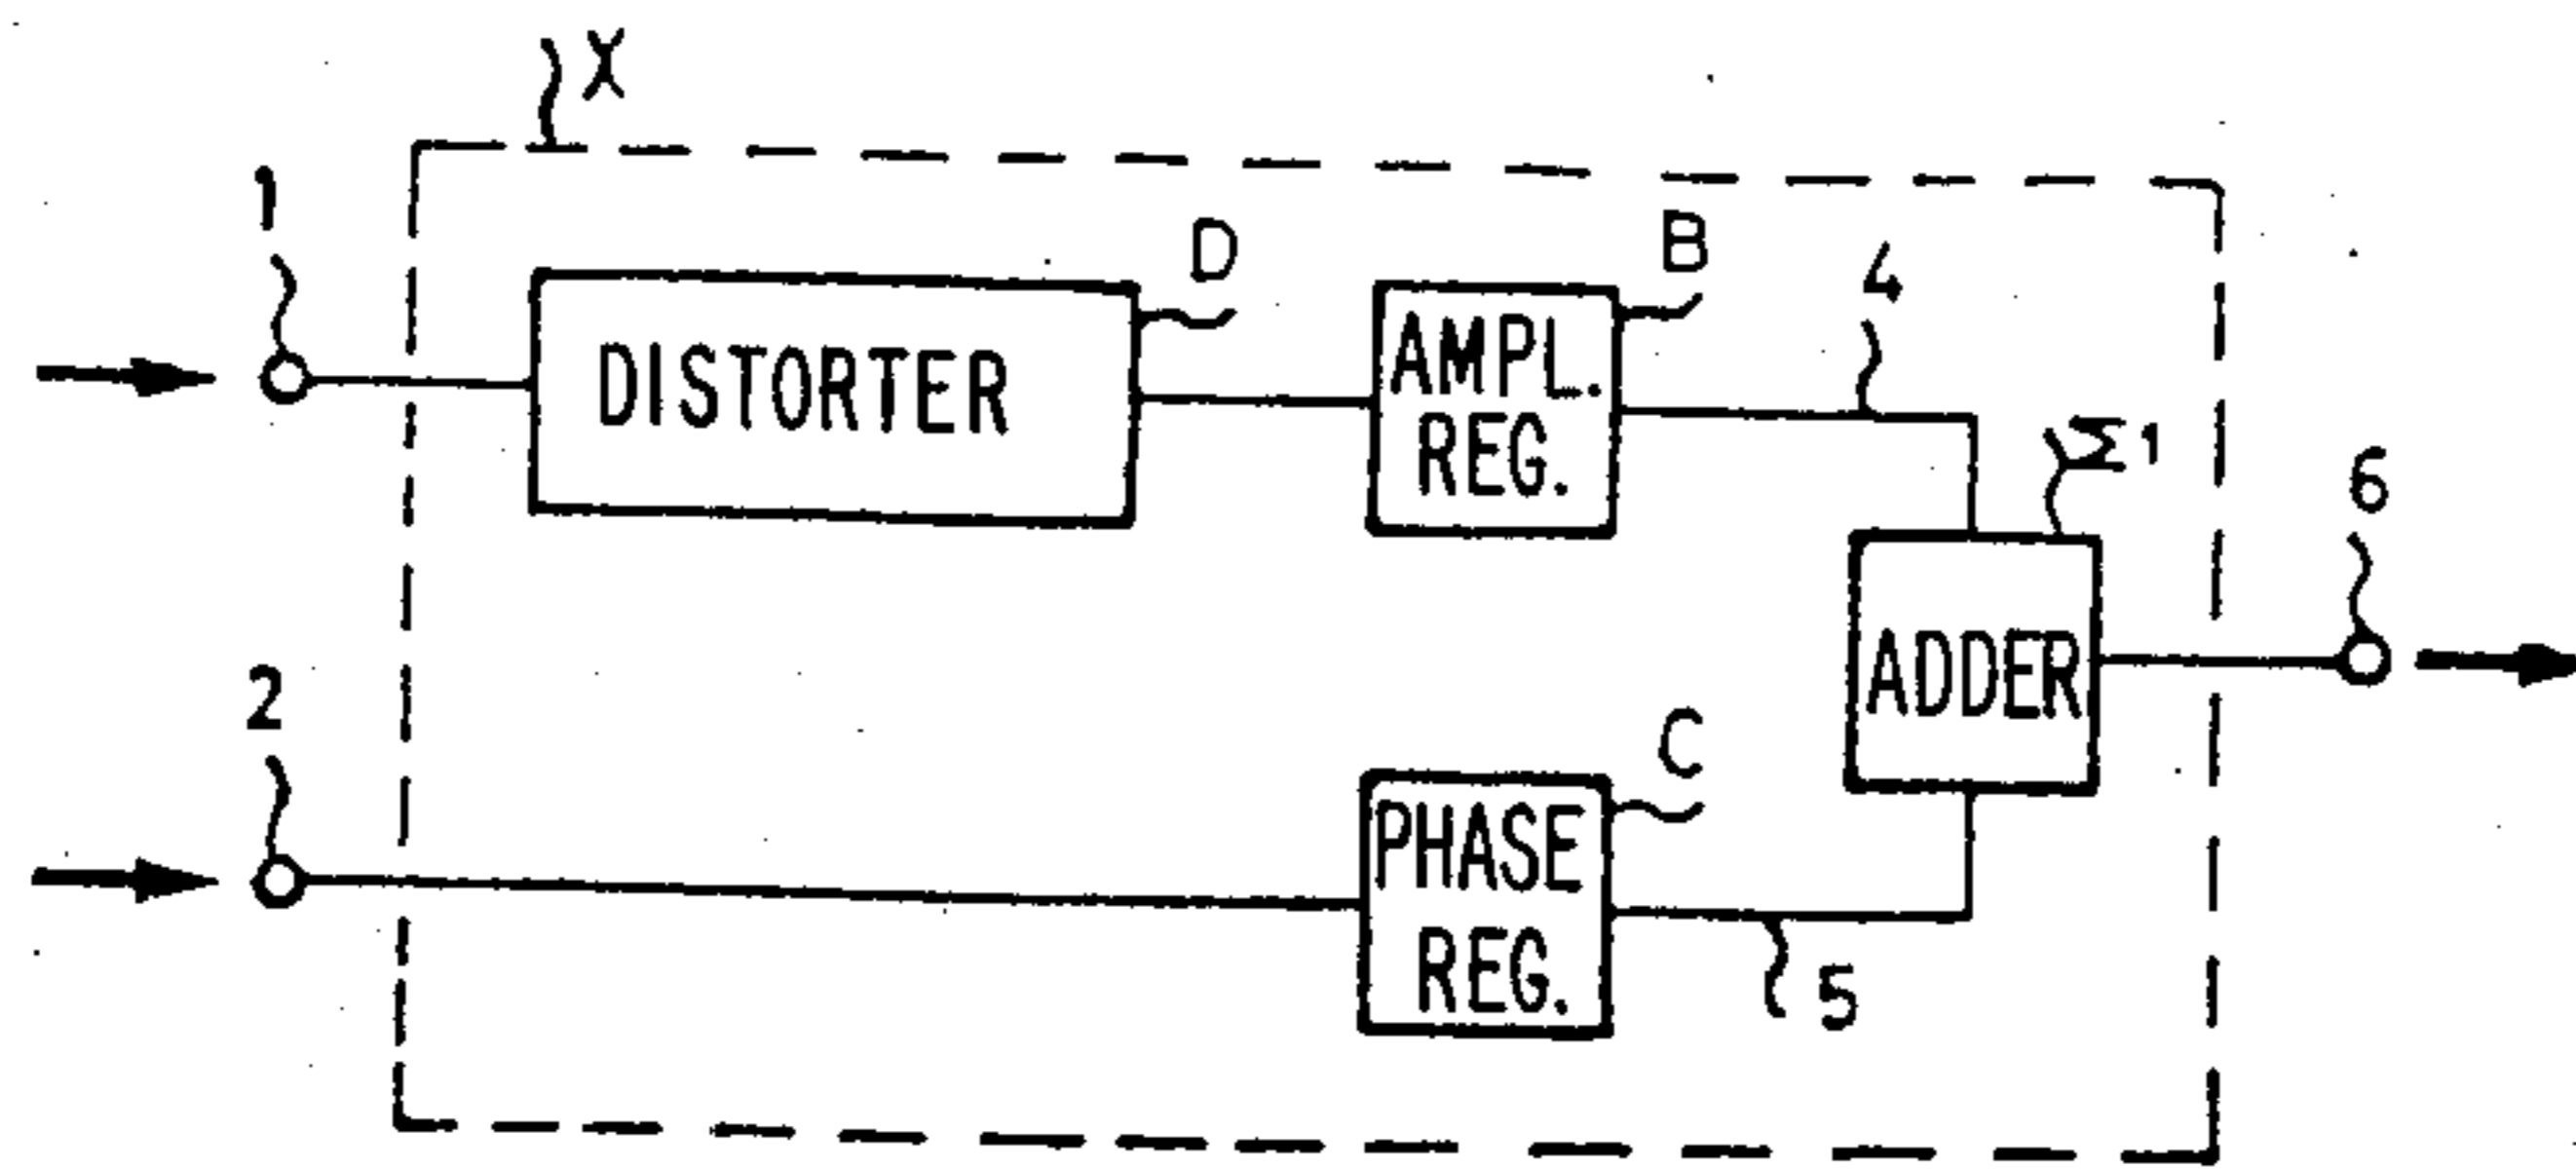 X
1
D
B
4
DISTORTER
AMPL.
REG.
Σ1
6
2
ADDER
C
PHASE
REG.
5